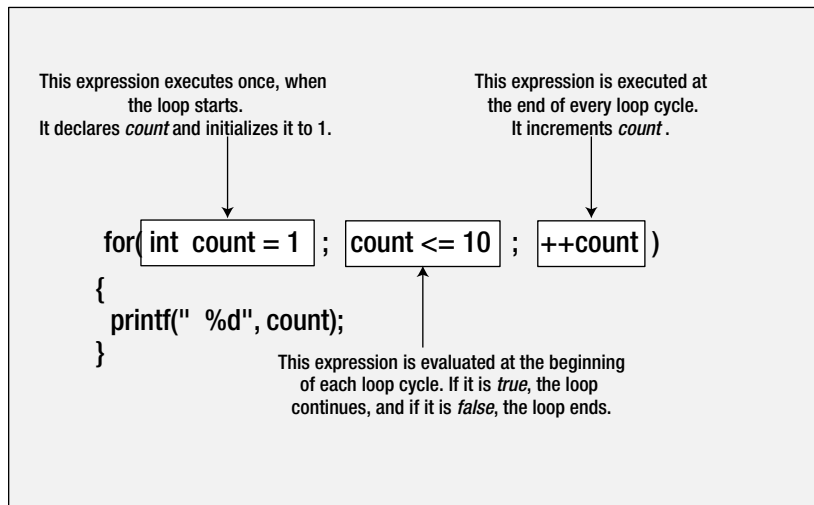 This expression executes once, when
the loop starts.
It declares count and initializes it to 1.
This expression is executed at
the end of every loop cycle.
It increments count .
for( int count = 1 ; count <= 10 ; ++count )
{
printf(" %d", count);
}
This expression is evaluated at the beginning
of each loop cycle. If it is true, the loop
continues, and if it is false, the loop ends.